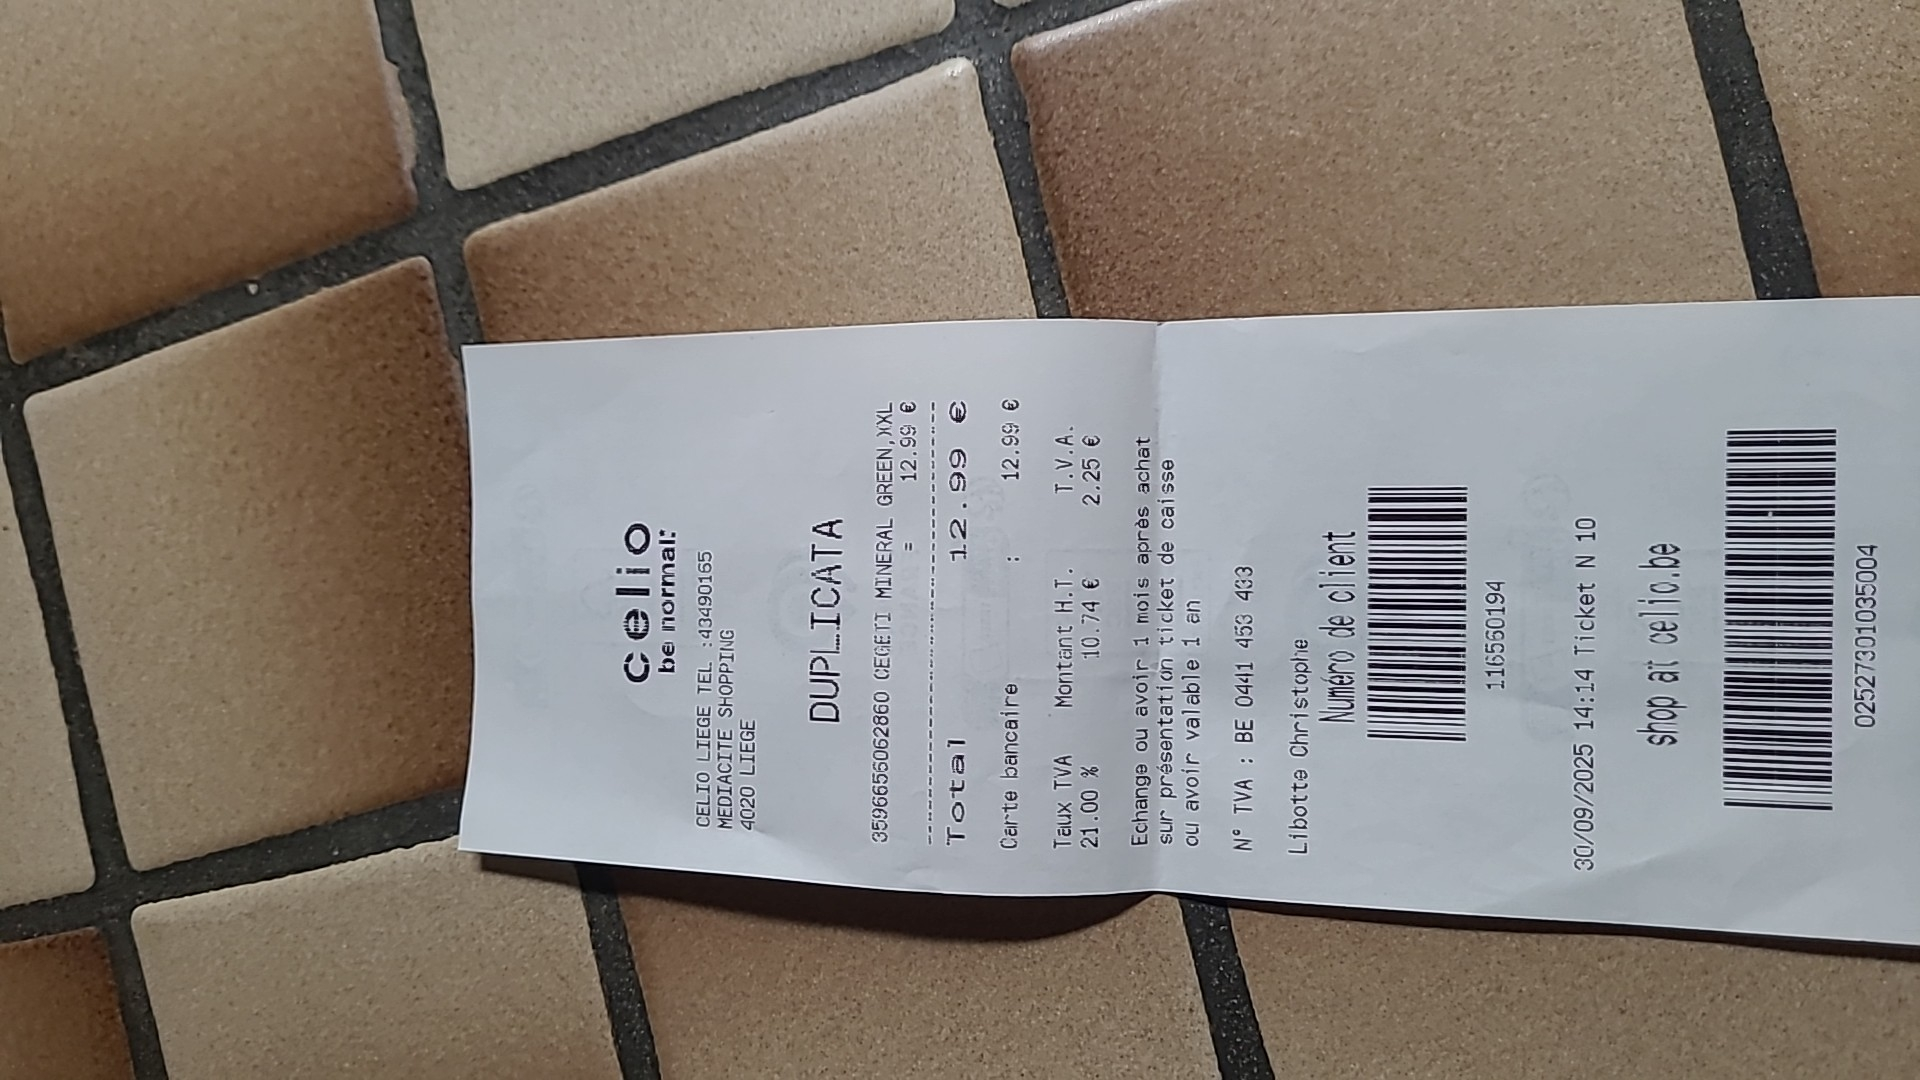 celio
be normal:
CELIO LIEGE TEL :43490165
MEDIACITE SHOPPING
4020 LIEGE
DUPLICATA
3596655062860 CEGETI MINERAL GREEN,XXL
= 12.99 €
Total 12.99 €
Carte bancaire : 12.99 €
Taux TVA Montant H.T. T.V.A.
21.00 % 10.74 € 2.25 €
Echange ou avoir 1 mois après achat
sur présentation ticket de caisse
ou avoir valable 1 an
N° TVA : BE 0441 453 433
Libotte Christophe
Numéro de client
1165560194
30/09/2025 14:14 Ticket N 10
shop at celio.be
02527301035004